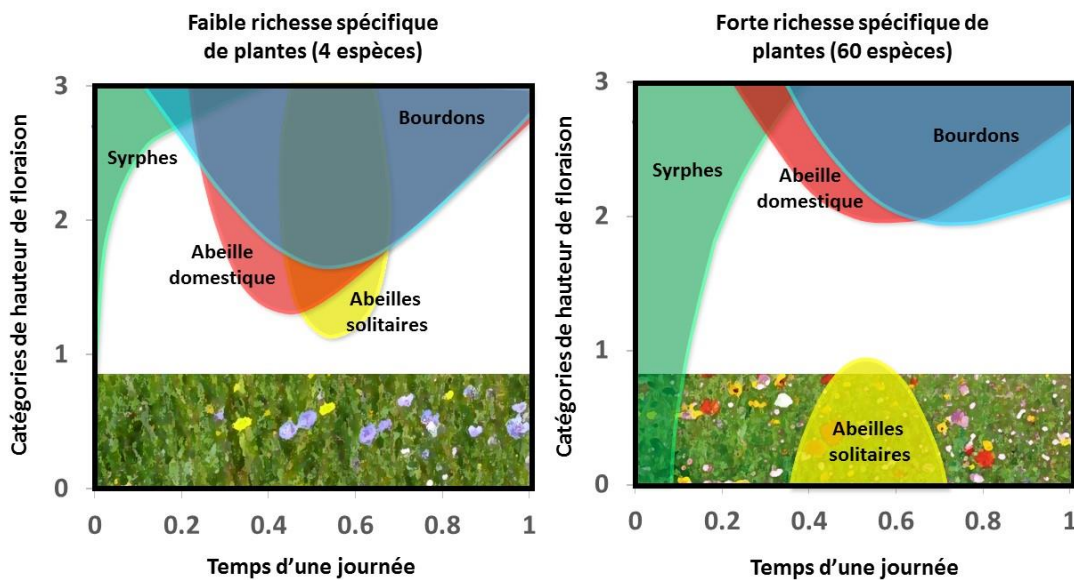 Faible richesse spécifique
de plantes (4 espèces)
Catégories de hauteur de floraison
3
2
1
0
Syrphes
Bourdons
Abeille
domestique
Abeilles
solitaires
0
0.2
0.4
0.6
0.8
1
Temps d'une journée
Forte richesse spécifique de
plantes (60 espèces)
Catégories de hauteur de floraison
3
2
1
0
Syrphes
Bourdons
Abeille
domestique
Abeilles
solitaires
0
0.2
0.4
0.6
0.8
1
Temps d'une journée